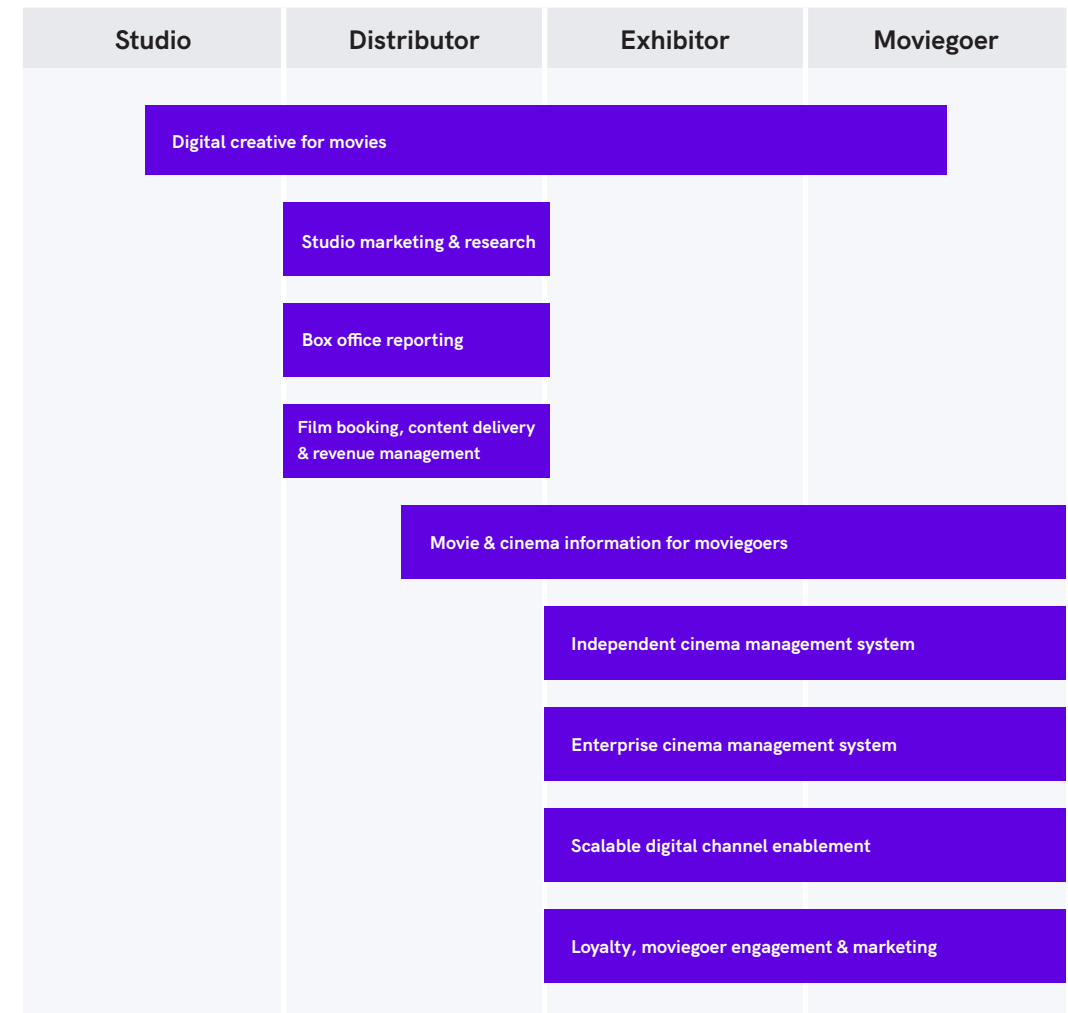 Studio Distributor Exhibitor Moviegoer
Digital creative for movies
Studio marketing & research
Box office reporting
Film booking, content delivery
& revenue management
Movie & cinema information for moviegoers
Independent cinema management system
Enterprise cinema management system
Scalable digital channel enablement
Loyalty, moviegoer engagement & marketing